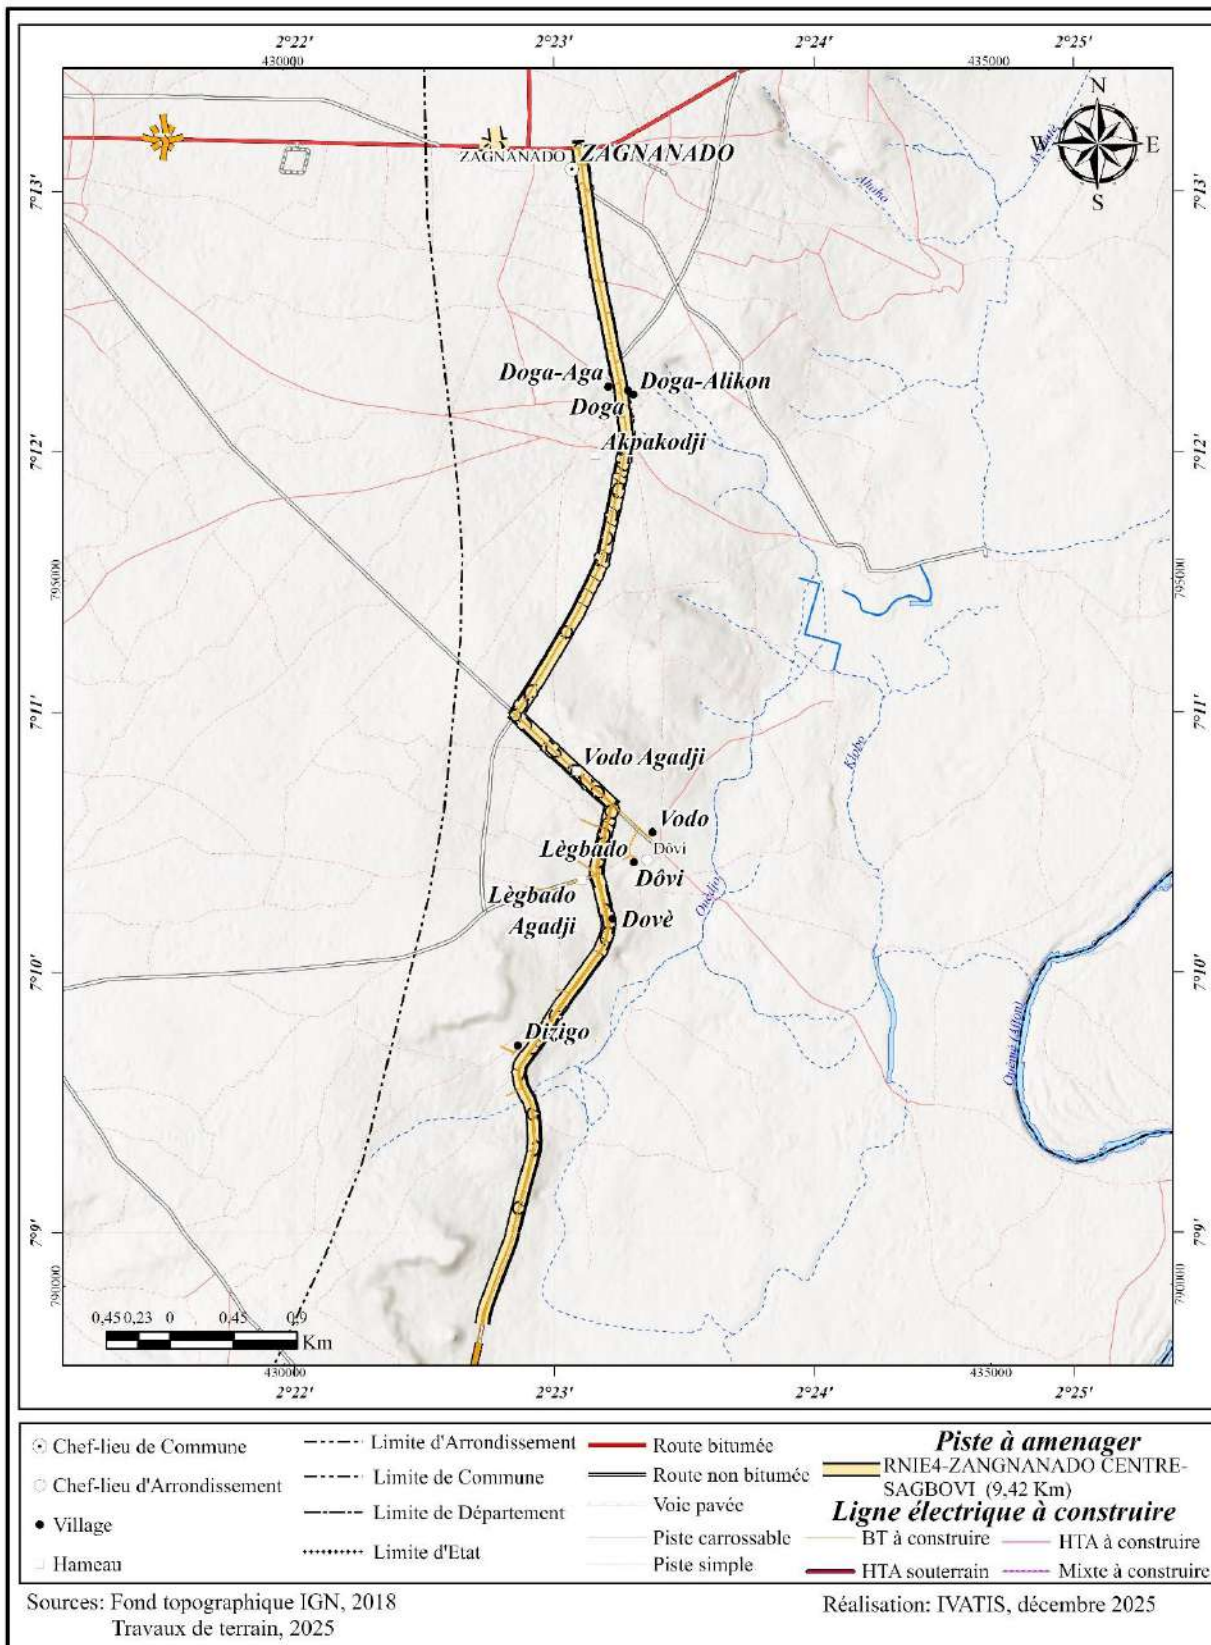 2°22'
2°23'
2°24'
2°25'
430000
435000
N
W
E
S
ZAGNANADO
ZAGNANADO
7°13'
7°13'
Ahoho
Doga-Aga
Doga-Alikon
Doga
Akpakodji
7°12'
7°12'
795000
795000
7°11'
7°11'
Klobo
Vodo Agadji
Vodo
Dôvi
Lègbado
Dôvi
Ouèdjo
Lègbado
Agadji
Dovè
7°10'
7°10'
Dizigo
7°9'
7°9'
790000
790000
0,45
0,23
0
0,45
0,9
Km
430000
435000
2°22'
2°23'
2°24'
2°25'
Chef-lieu de Commune
Chef-lieu d'Arrondissement
Village
Hameau
Limite d'Arrondissement
Limite de Commune
Limite de Département
Limite d'Etat
Route bitumée
Route non bitumée
Voie pavée
Piste carrossable
Piste simple
Piste à amenager
RNIE4-ZANGNANADO CENTRE-
SAGBOVI (9,42 Km)
Ligne électrique à construire
BT à construire
HTA à construire
HTA souterrain
Mixte à construire
Sources: Fond topographique IGN, 2018
Travaux de terrain, 2025
Réalisation: IVATIS, décembre 2025